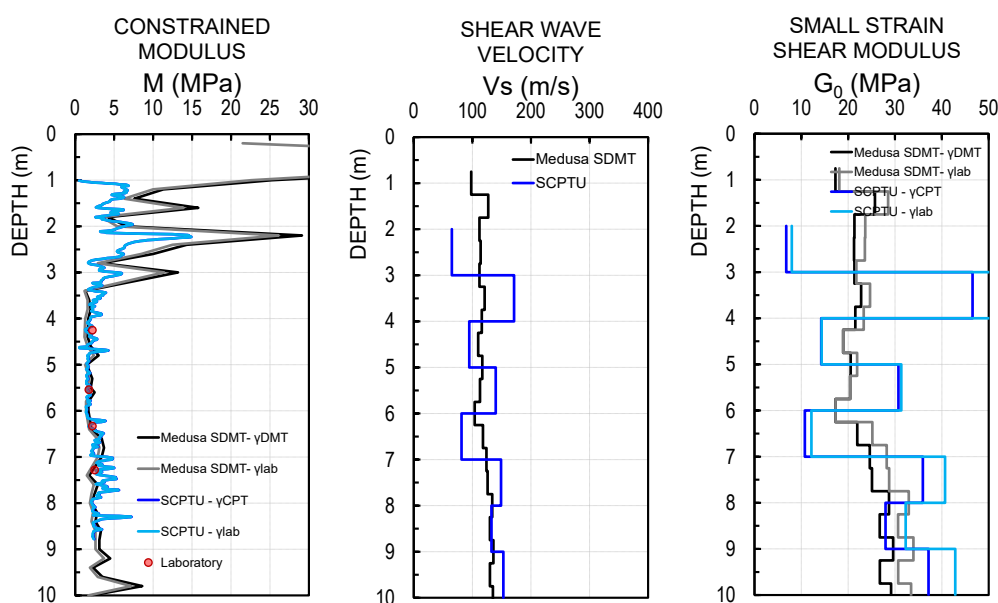 CONSTRAINED
MODULUS
M (MPa)
0 5 10 15 20 25 30
DEPTH (m)
0
1
2
3
4
5
6
7
8
9
10
Medusa SDMT- γDMT
Medusa SDMT- γlab
SCPTU - γCPT
SCPTU - γlab
Laboratory
SHEAR WAVE
VELOCITY
Vs (m/s)
0 100 200 300 400
DEPTH (m)
0
1
2
3
4
5
6
7
8
9
10
Medusa SDMT
SCPTU
SMALL STRAIN
SHEAR MODULUS
G₀ (MPa)
0 10 20 30 40 50
DEPTH (m)
0
1
2
3
4
5
6
7
8
9
10
Medusa SDMT- γDMT
Medusa SDMT- γlab
SCPTU - γCPT
SCPTU - γlab